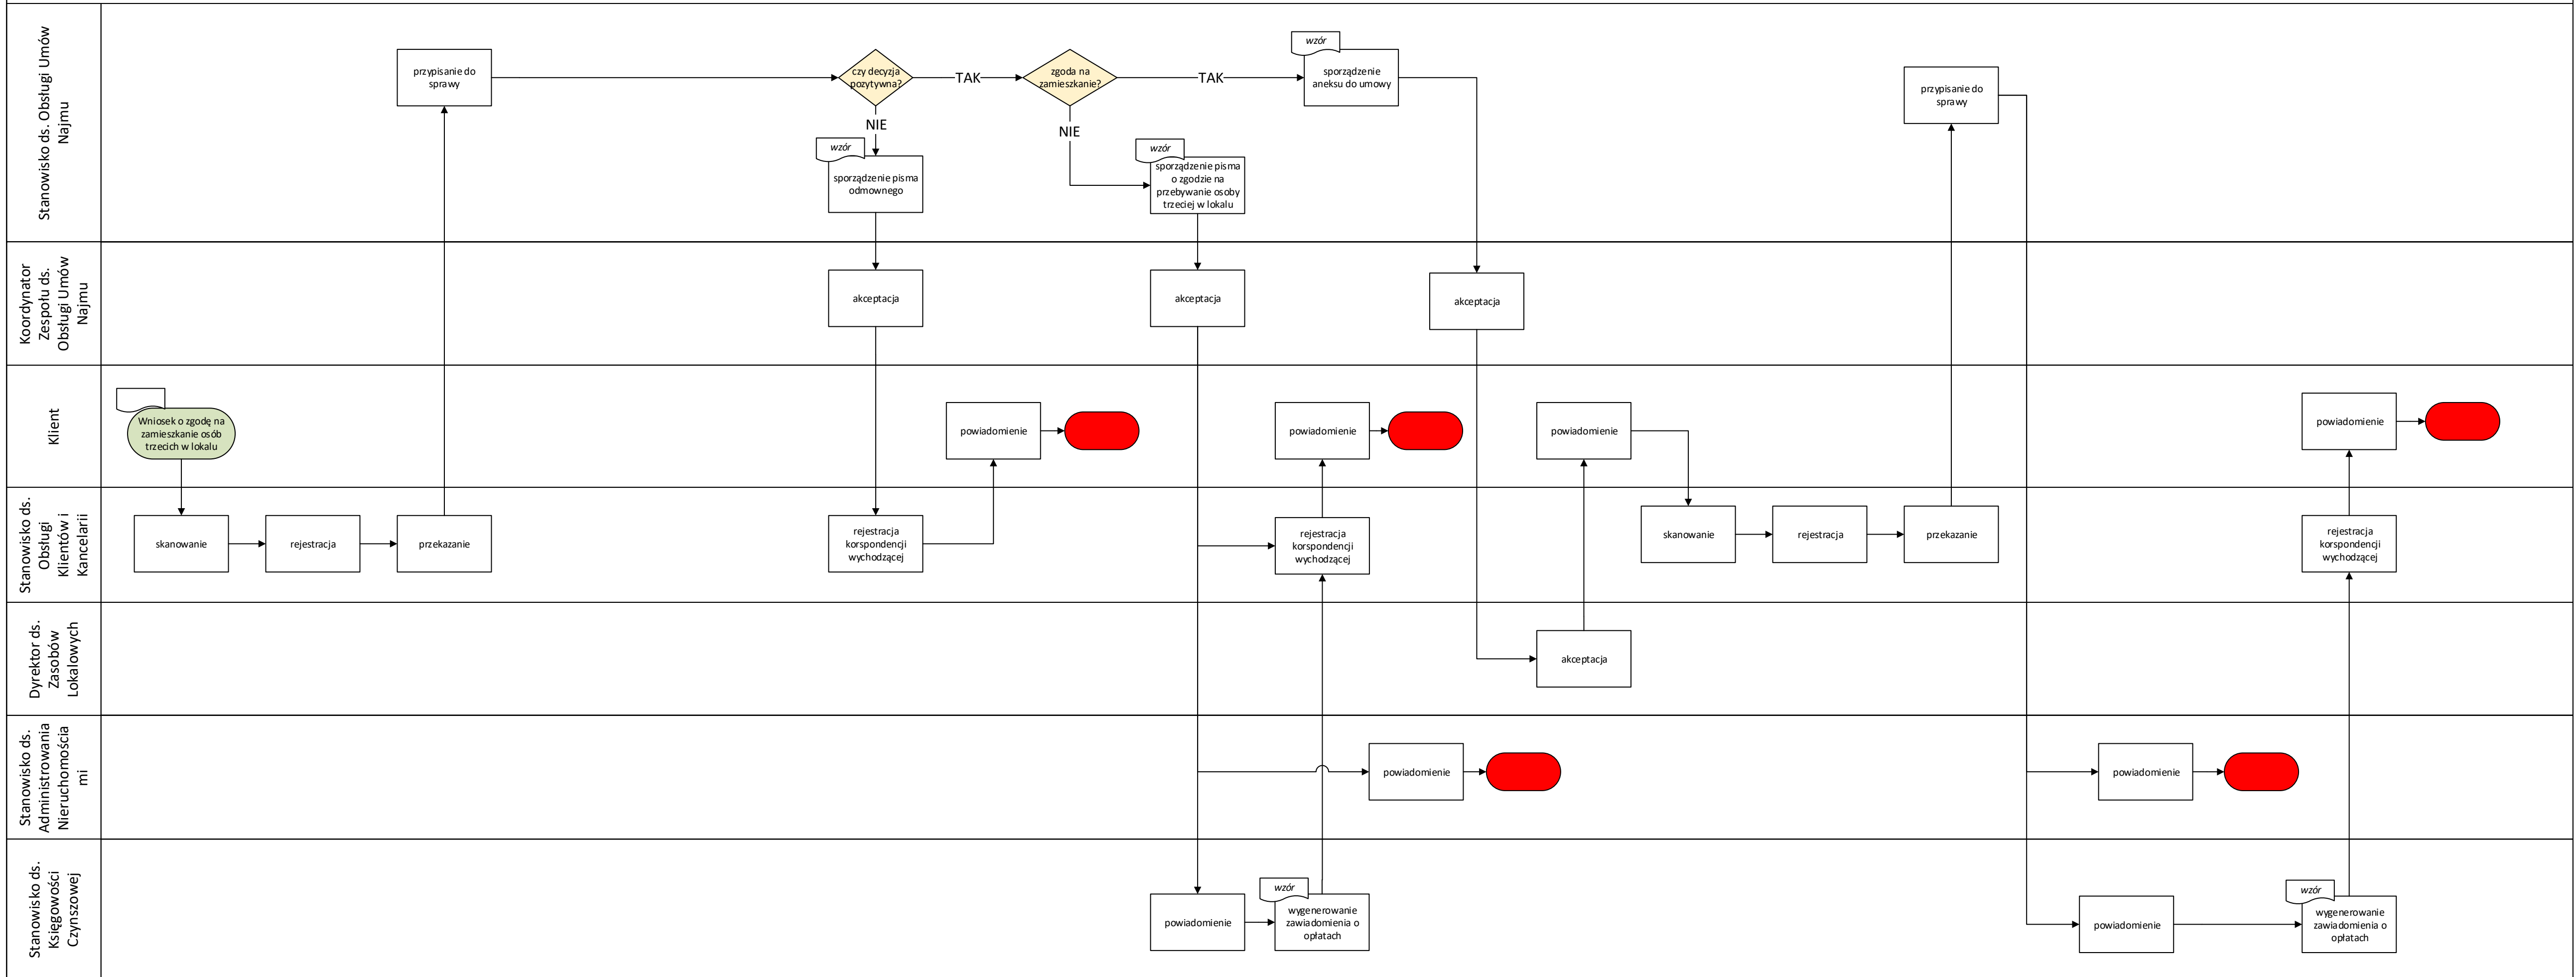 Stanowisko ds. Obsługi Umów
Najmu
przypisanie do
sprawy
czy decyzja
pozytywna?
TAK
NIE
zgoda na
zamieszkanie?
TAK
NIE
wzór
sporządzenie
aneksu do umowy
wzór
sporządzenie pisma
odmownego
wzór
sporządzenie pisma
o zgodzie na
przebywanie osoby
trzeciej w lokalu
przypisanie do
sprawy
Koordynator
Zespołu ds.
Obsługi Umów
Najmu
akceptacja
akceptacja
akceptacja
Klient
Wniosek o zgodę na
zamieszkanie osób
trzecich w lokalu
powiadomienie
powiadomienie
powiadomienie
powiadomienie
Stanowisko ds.
Obsługi
Klientów i
Kancelarii
skanowanie
rejestracja
przekazanie
rejestracja
korspondencji
wychodzącej
rejestracja
korspondencji
wychodzącej
skanowanie
rejestracja
przekazanie
rejestracja
korspondencji
wychodzącej
Dyrektor ds.
Zasobów
Lokalowych
akceptacja
Stanowisko ds.
Administrowania
Nieruchomościa
mi
powiadomienie
powiadomienie
Stanowisko ds.
Księgowości
Czynszowej
powiadomienie
wzór
wygenerowanie
zawiadomienia o
opłatach
powiadomienie
wzór
wygenerowanie
zawiadomienia o
opłatach